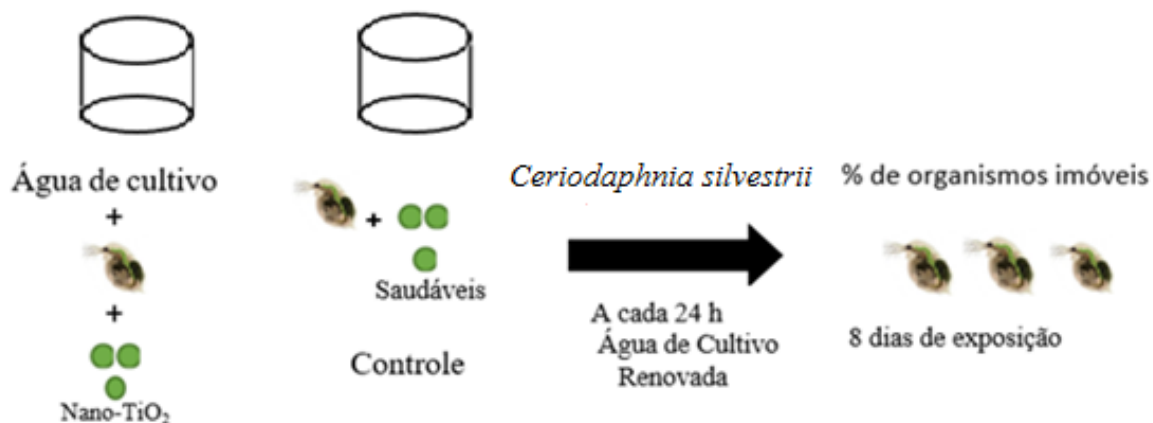 Água de cultivo
+
+
Nano-TiO₂
+
Saudáveis
Controle
Ceriodaphnia silvestrii
A cada 24 h
Água de Cultivo
Renovada
% de organismos imóveis
8 dias de exposição